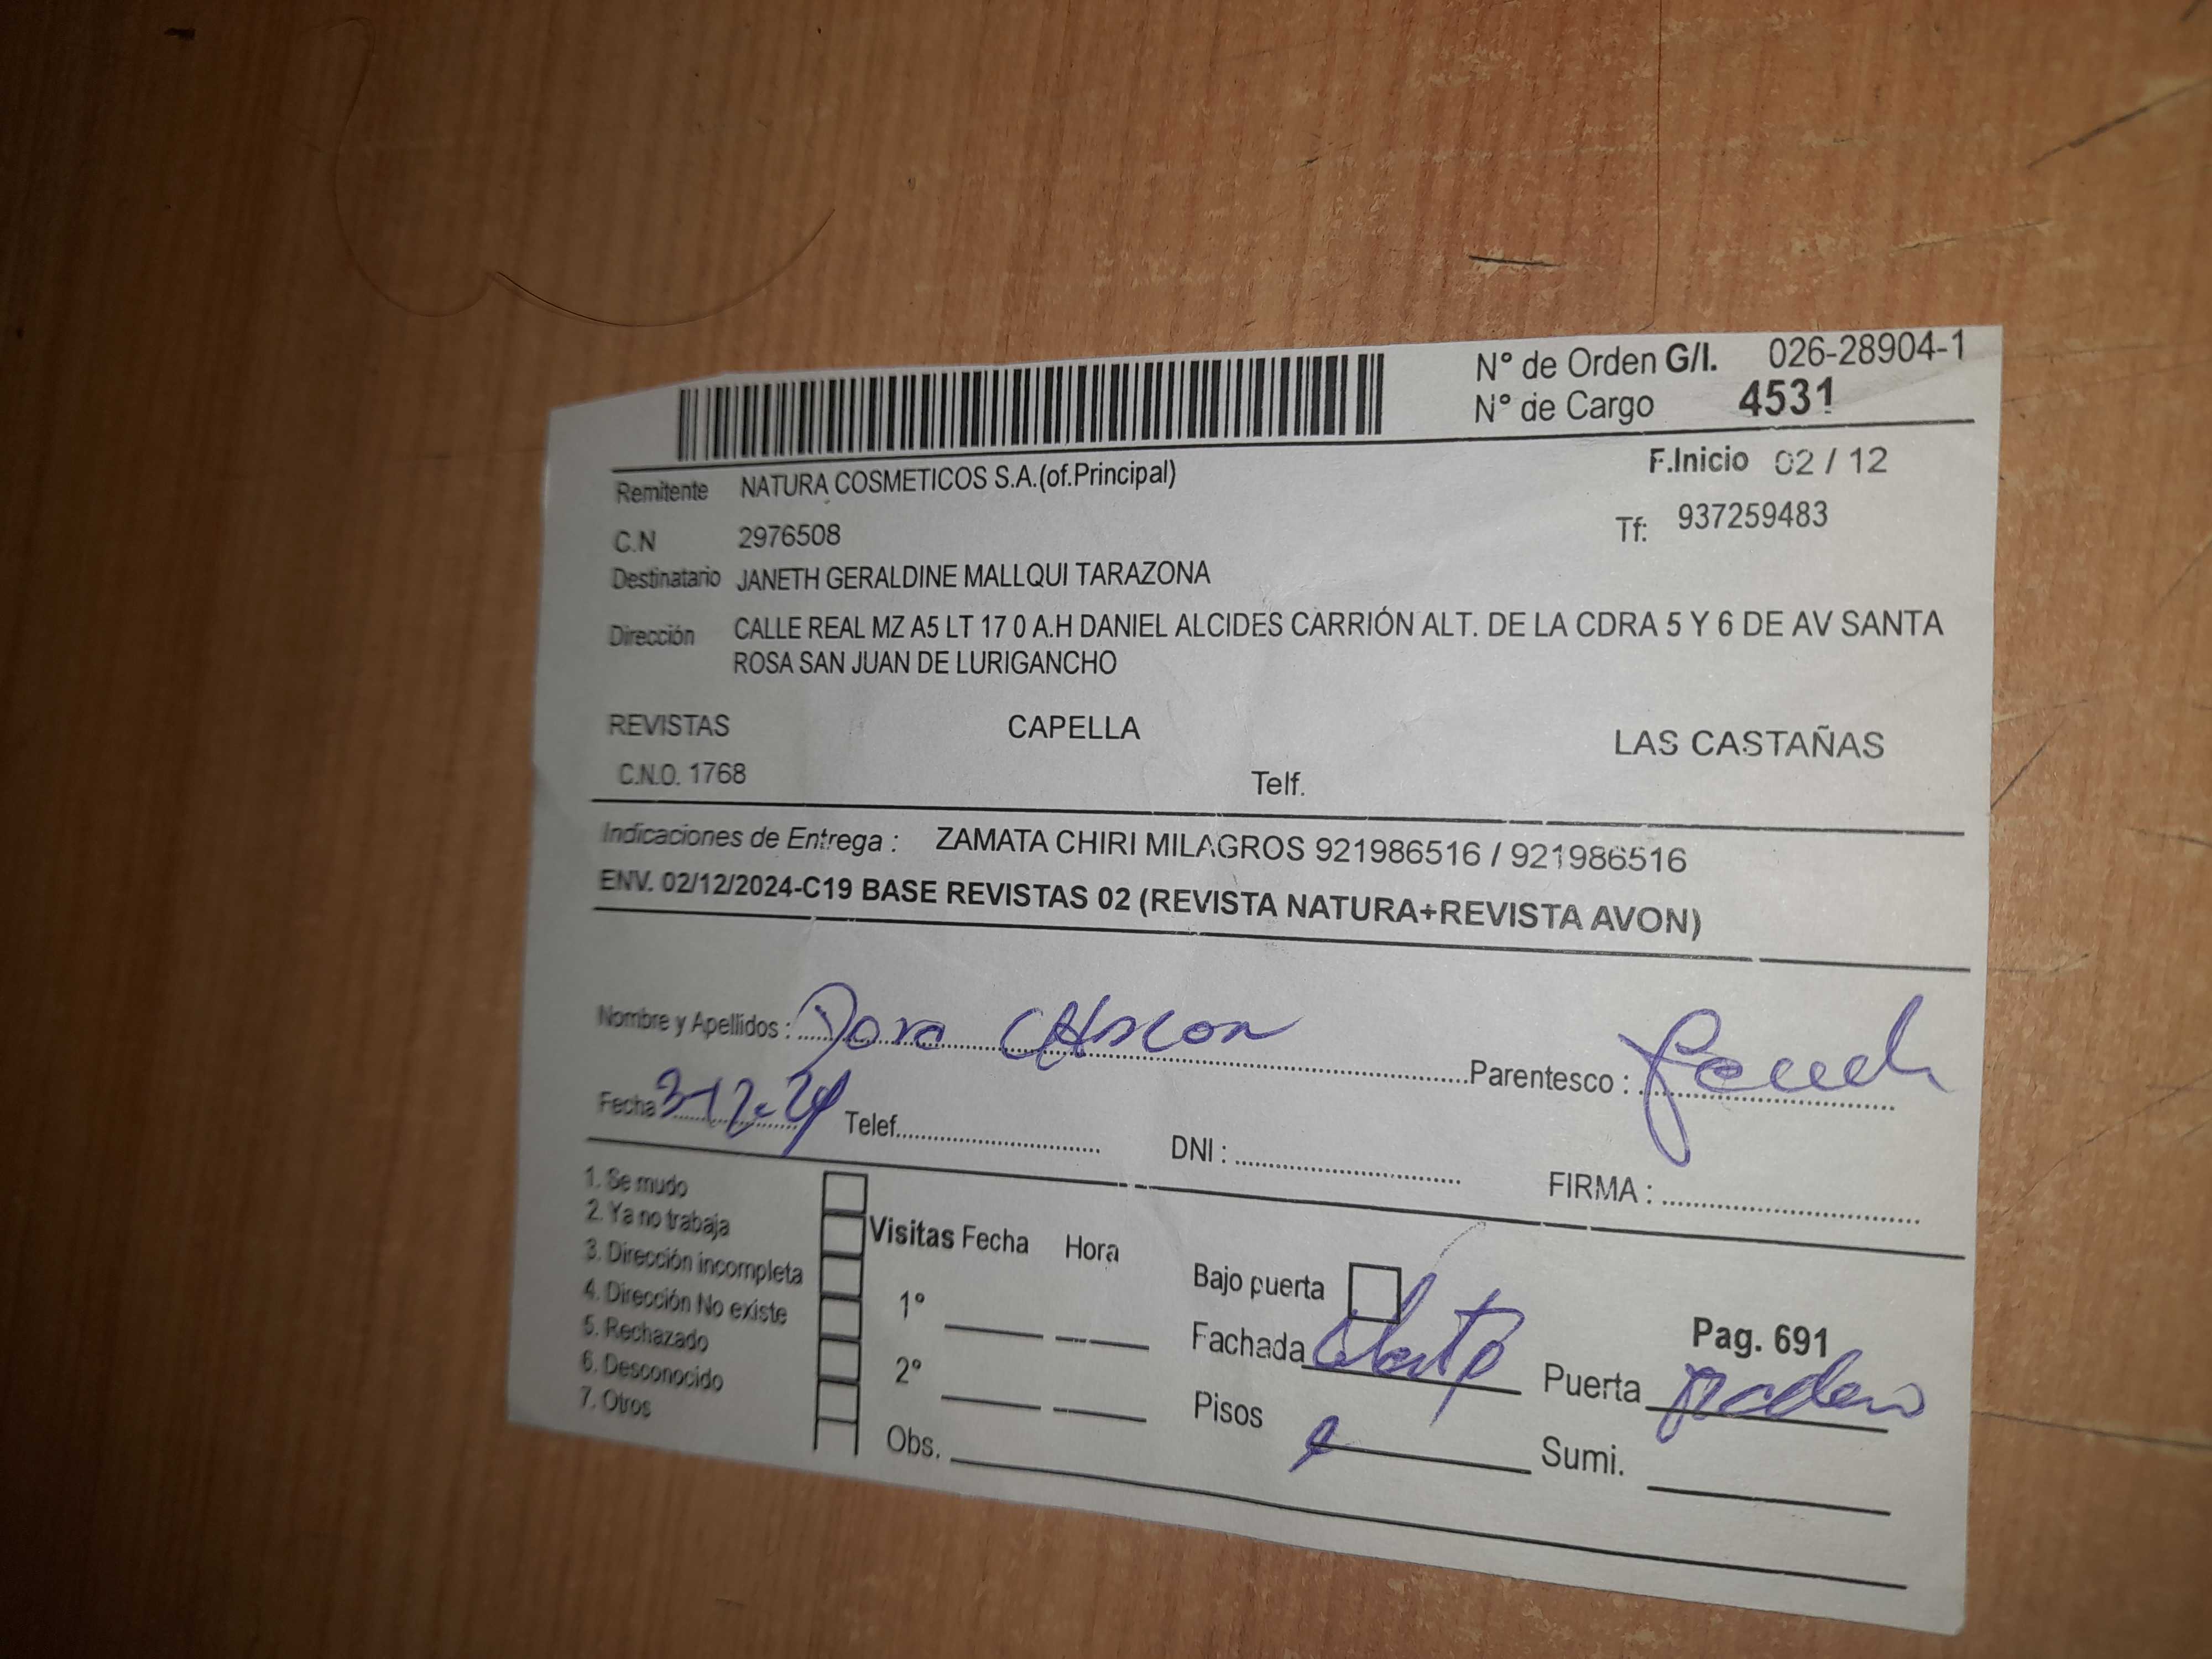 N° de Orden G/I. 026-28904-1
N° de Cargo 4531
F.Inicio 02 / 12
Remitente NATURA COSMETICOS S.A.(of.Principal)
Tf: 937259483
C.N 2976508
Destinatario JANETH GERALDINE MALLQUI TARAZONA
Dirección CALLE REAL MZ A5 LT 17 0 A.H DANIEL ALCIDES CARRIÓN ALT. DE LA CDRA 5 Y 6 DE AV SANTA
ROSA SAN JUAN DE LURIGANCHO
REVISTAS CAPELLA LAS CASTAÑAS
C.N.O. 1768 Telf.
Indicaciones de Entrega : ZAMATA CHIRI MILAGROS 921986516 / 921986516
ENV. 02/12/2024-C19 BASE REVISTAS 02 (REVISTA NATURA+REVISTA AVON)
Nombre y Apellidos : Dora Parentesco :
Fecha 3-12-24 Telef. DNI : FIRMA :
1. Se mudo
2. Ya no trabaja
3. Dirección incompleta
4. Dirección No existe
5. Rechazado
6. Desconocido
7. Otros
Visitas Fecha Hora
1°
2°
Obs.
Bajo puerta
Fachada
Pisos
Pag. 691
Puerta
Sumi.